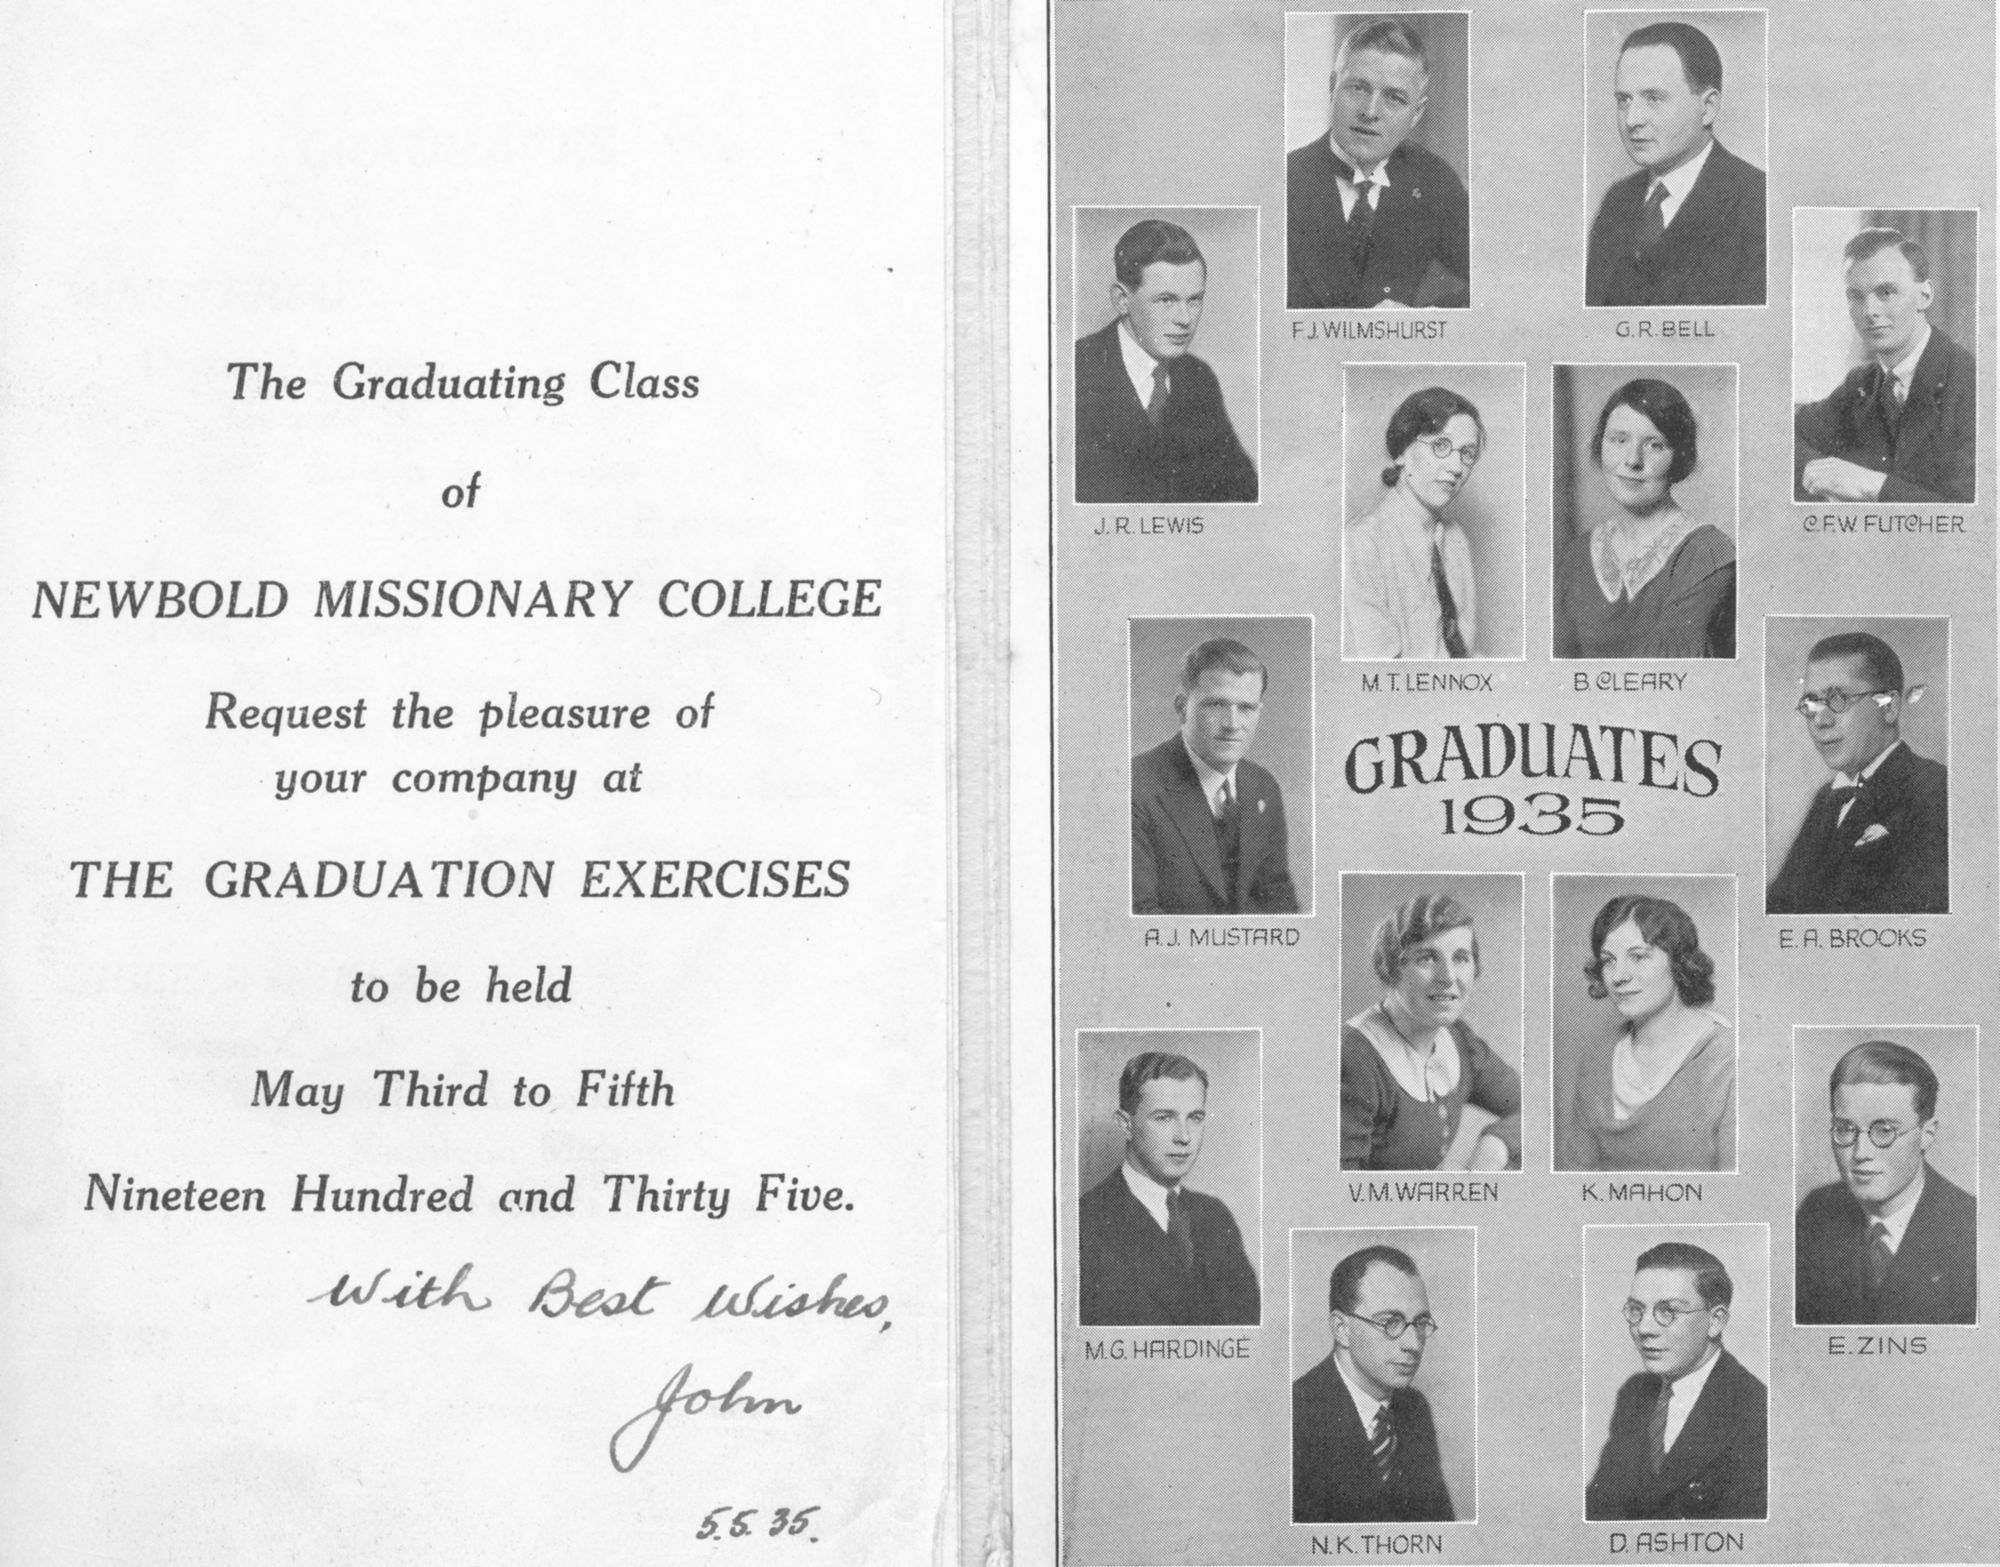 The Graduating Class
of
NEWBOLD MISSIONARY COLLEGE
Request the pleasure of
your company at
THE GRADUATION EXERCISES
to be held
May Third to Fifth
Nineteen Hundred and Thirty Five.
With Best Wishes,
John
5.5.35.
F.J. WILMSHURST
G.R. BELL
J.R. LEWIS
C.F.W. FUTCHER
M.T. LENNOX
B. CLEARY
GRADUATES
1935
A.J. MUSTARD
E.A. BROOKS
V.M. WARREN
K. MAHON
M.G. HARDINGE
E. ZINS
N.K. THORN
D. ASHTON